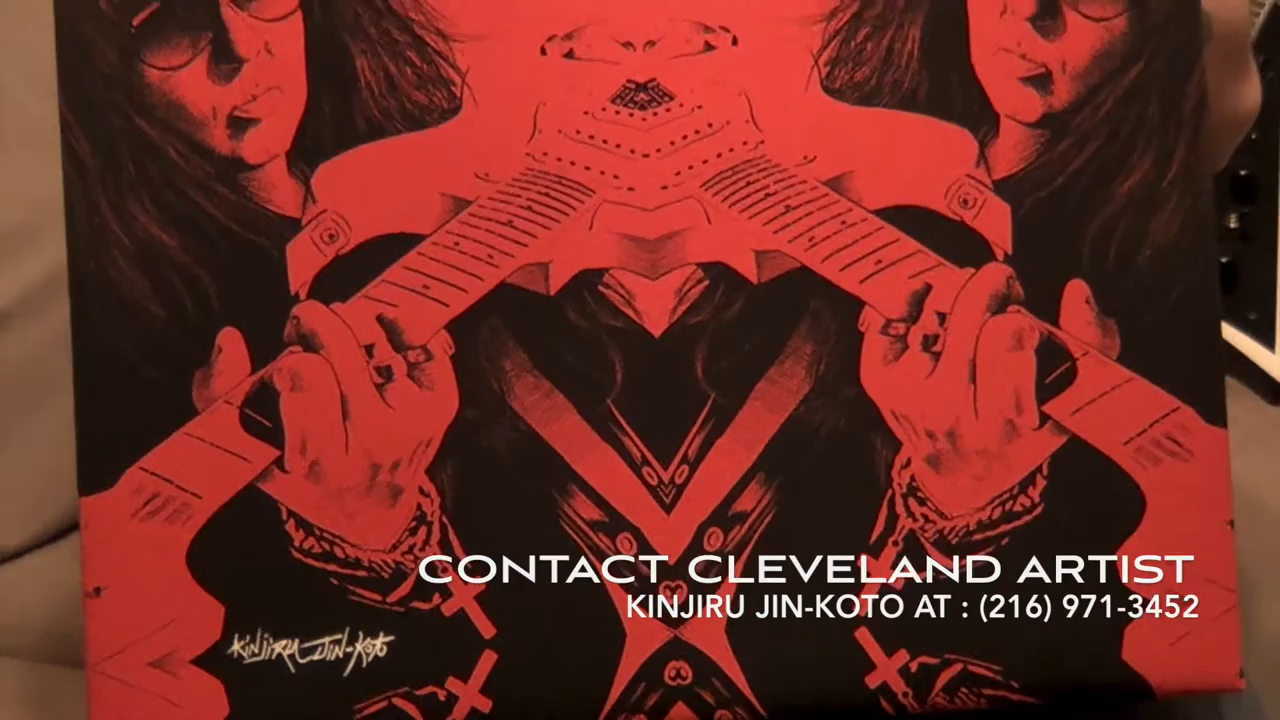 CONTACT CLEVELAND ARTIST
KINJIRU JIN-KOTO AT : (216) 971-3452
KINJIRU JIN-KOTO